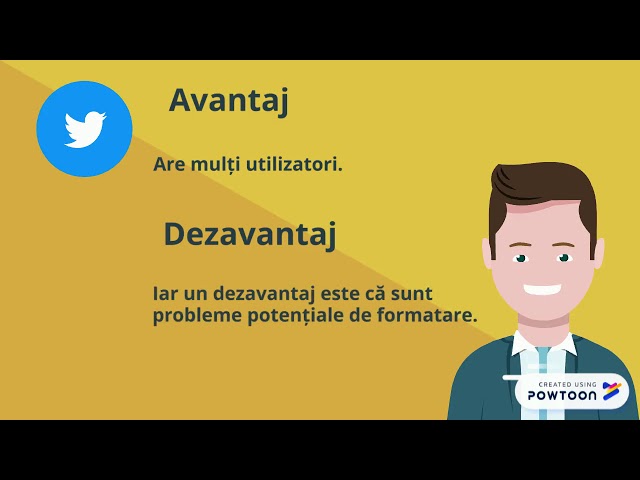 Avantaj
Are mulți utilizatori.
Dezavantaj
Iar un dezavantaj este că sunt
probleme potențiale de formatare.
CREATED USING
POWTOON